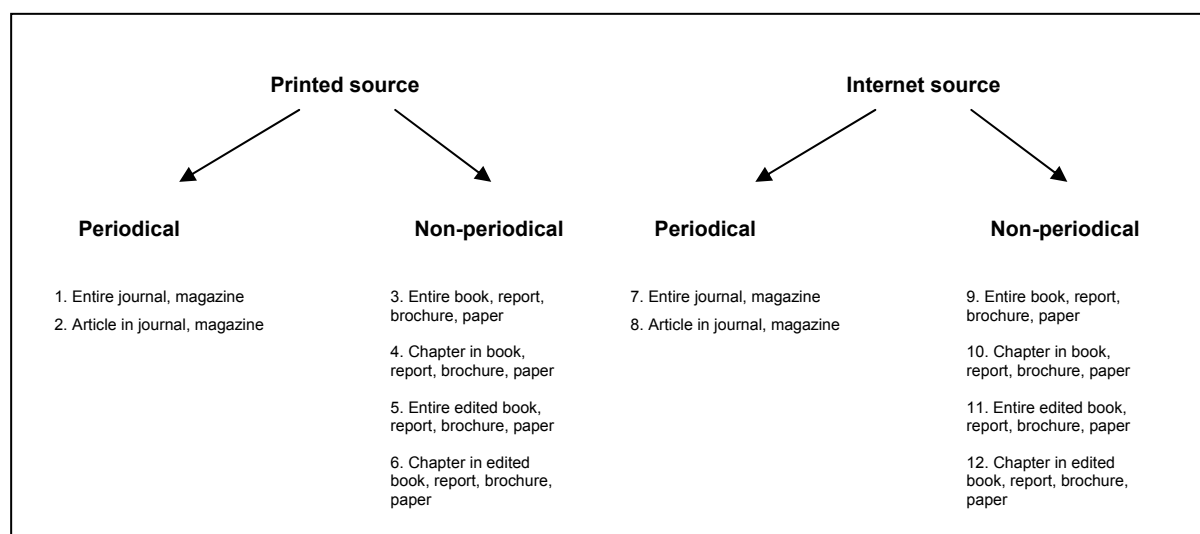 Printed source
Internet source
Periodical
Non-periodical
Periodical
Non-periodical
1. Entire journal, magazine
2. Article in journal, magazine
3. Entire book, report,
brochure, paper
4. Chapter in book,
report, brochure, paper
5. Entire edited book,
report, brochure, paper
6. Chapter in edited
book, report, brochure,
paper
7. Entire journal, magazine
8. Article in journal, magazine
9. Entire book, report,
brochure, paper
10. Chapter in book,
report, brochure, paper
11. Entire edited book,
report, brochure, paper
12. Chapter in edited
book, report, brochure,
paper